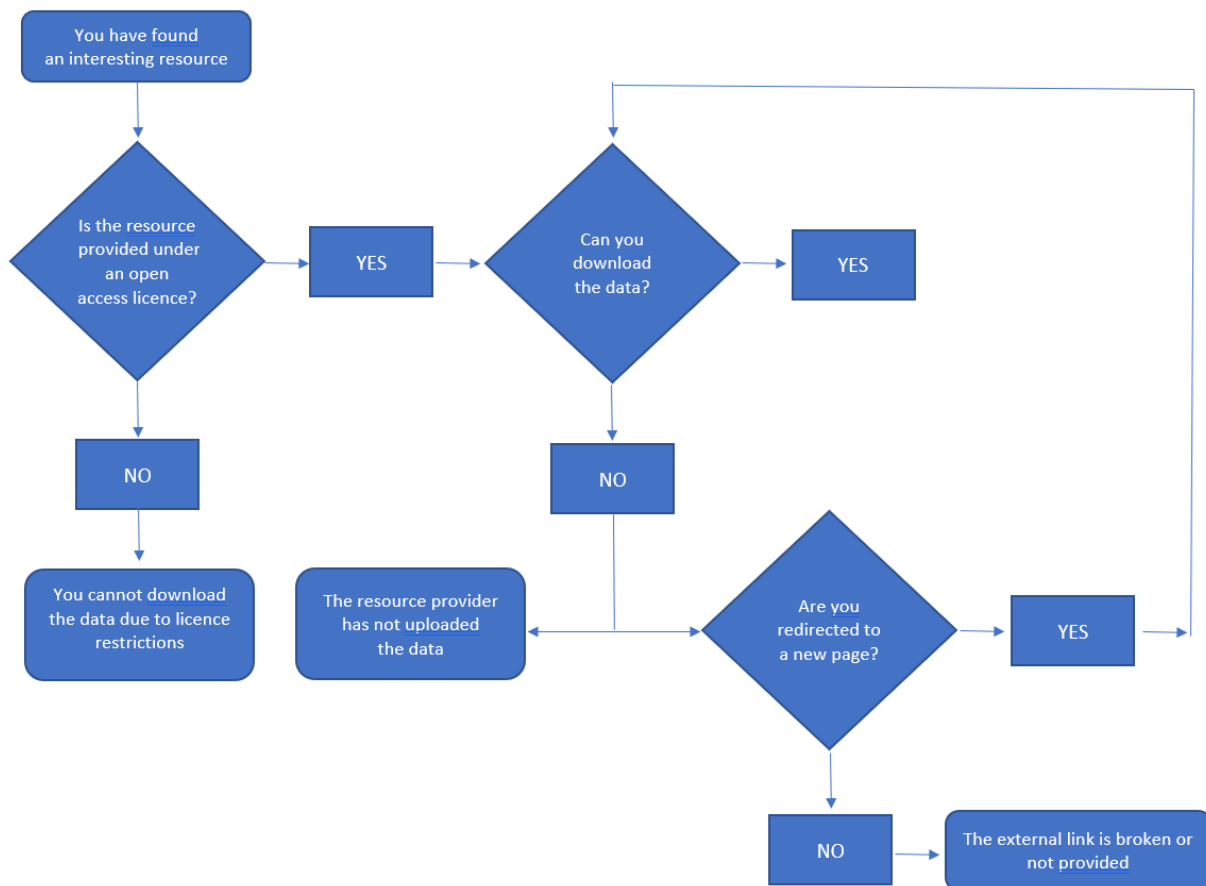 You have found
an interesting resource
Is the resource
provided under
an open
access licence?
YES
Can you
download
the data?
YES
NO
NO
You cannot download
the data due to licence
restrictions
The resource provider
has not uploaded
the data
Are you
redirected to
a new page?
YES
NO
The external link is broken or
not provided